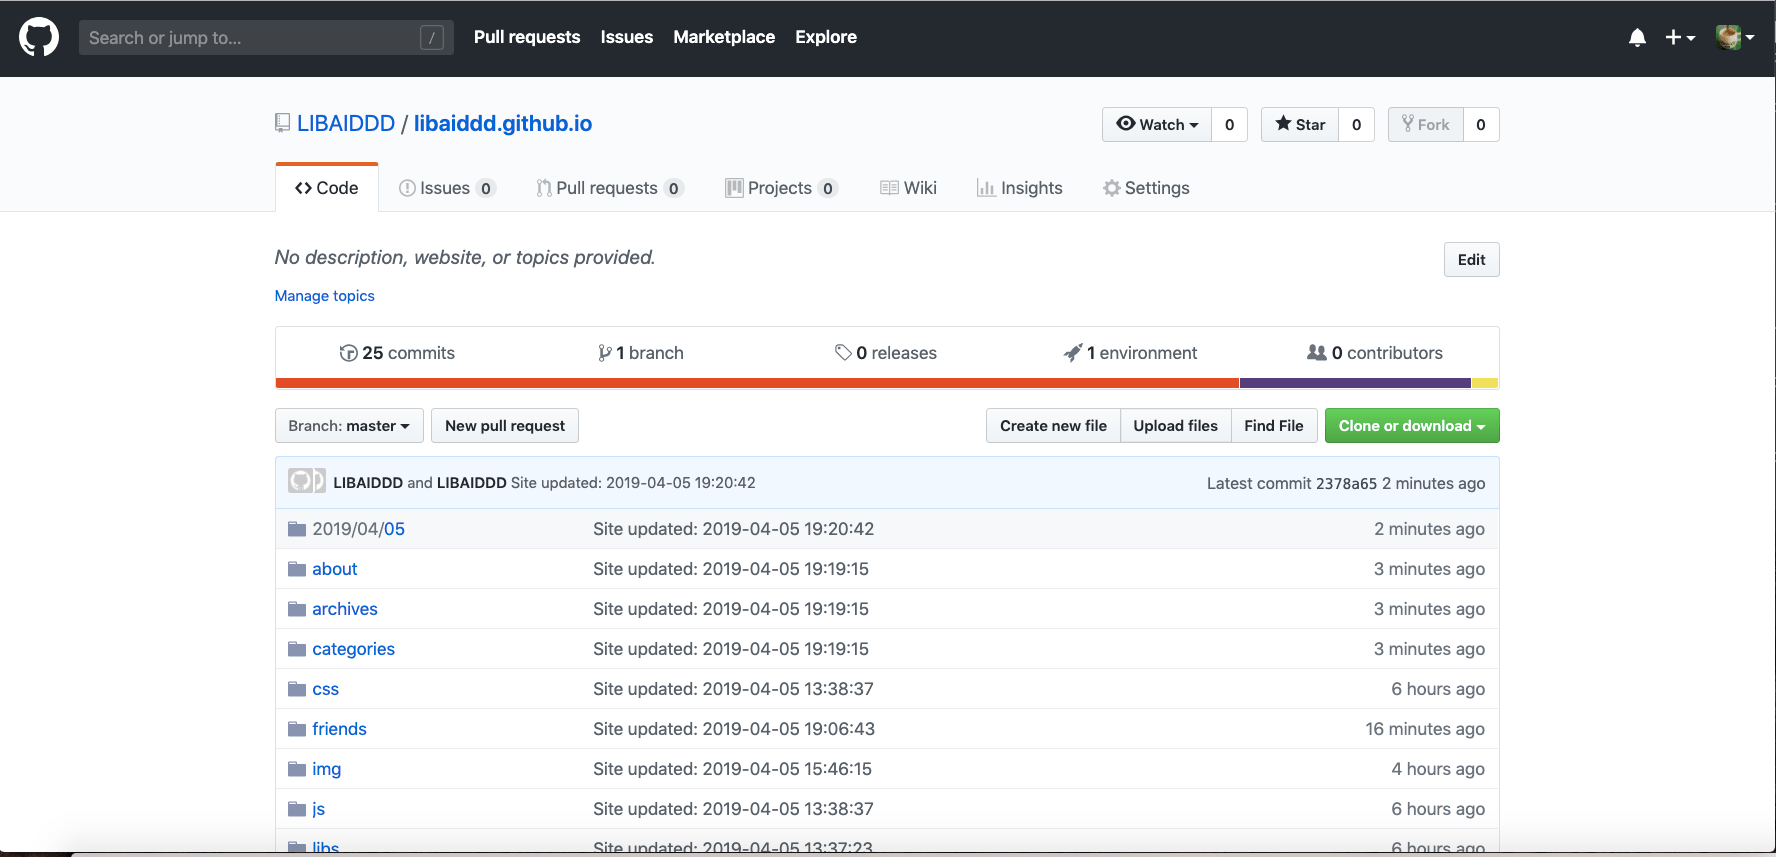 Search or jump to... / Pull requests Issues Marketplace Explore
LIBAIDDD / libaiddd.github.io Watch 0 Star 0 Fork 0
Code Issues 0 Pull requests 0 Projects 0 Wiki Insights Settings
No description, website, or topics provided. Edit
Manage topics
25 commits 1 branch 0 releases 1 environment 0 contributors
Branch: master New pull request Create new file Upload files Find File Clone or download
LIBAIDDD and LIBAIDDD Site updated: 2019-04-05 19:20:42 Latest commit 2378a65 2 minutes ago
2019/04/05 Site updated: 2019-04-05 19:20:42 2 minutes ago
about Site updated: 2019-04-05 19:19:15 3 minutes ago
archives Site updated: 2019-04-05 19:19:15 3 minutes ago
categories Site updated: 2019-04-05 19:19:15 3 minutes ago
css Site updated: 2019-04-05 13:38:37 6 hours ago
friends Site updated: 2019-04-05 19:06:43 16 minutes ago
img Site updated: 2019-04-05 15:46:15 4 hours ago
js Site updated: 2019-04-05 13:38:37 6 hours ago
libs Site updated: 2019-04-05 13:37:23 6 hours ago